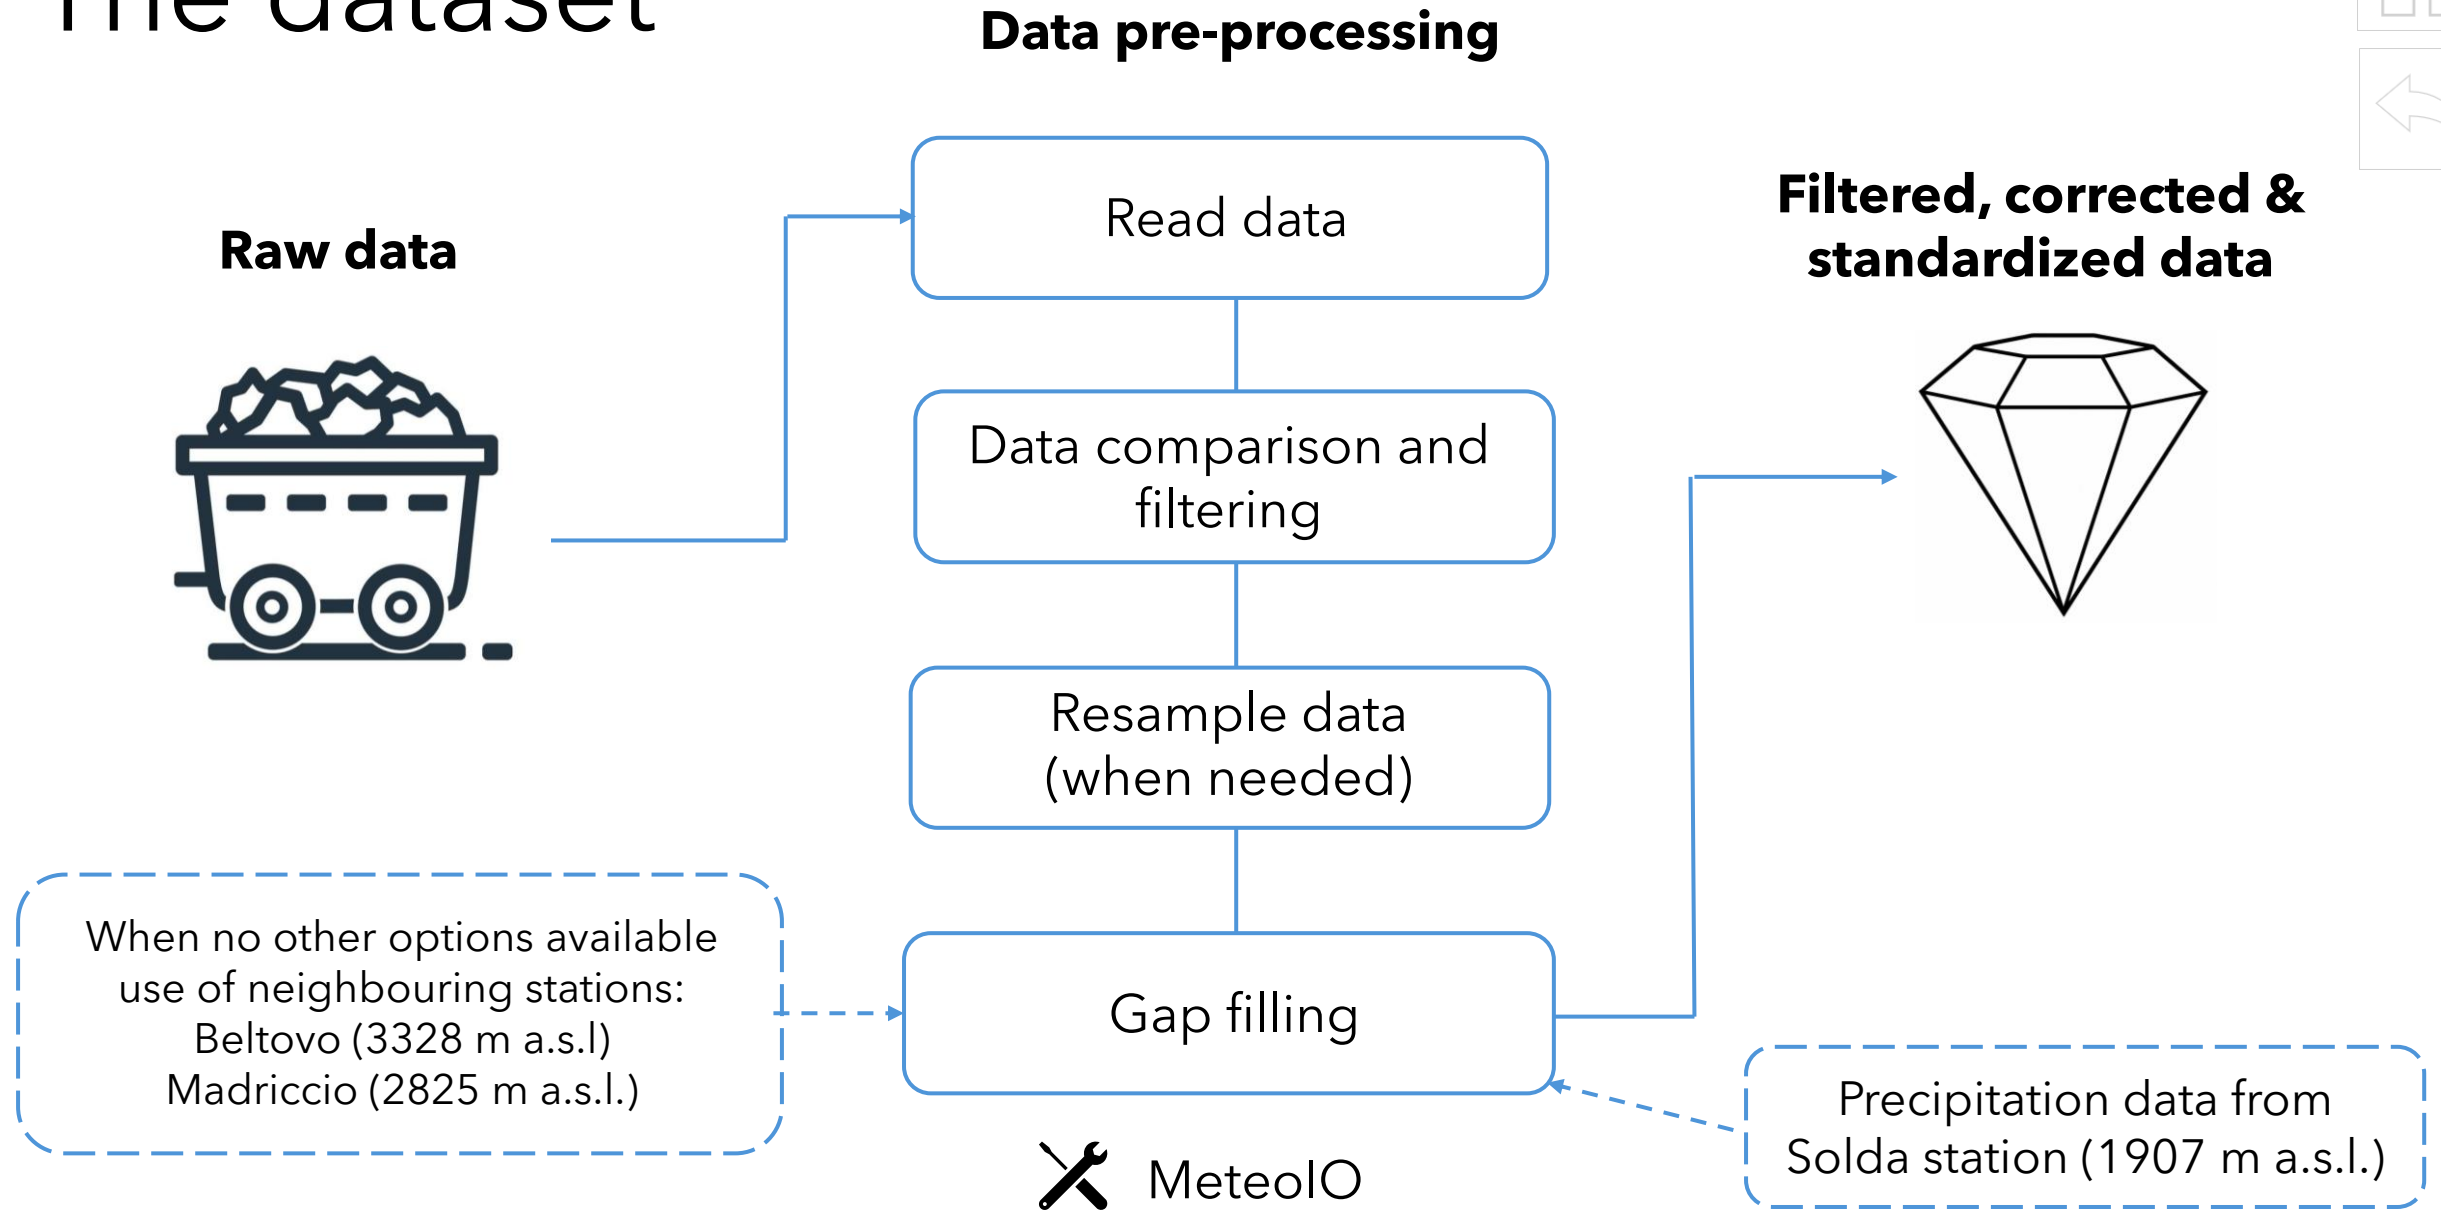 The dataset
Data pre-processing
Raw data
Read data
Filtered, corrected &
standardized data
Data comparison and
filtering
Resample data
(when needed)
When no other options available
use of neighbouring stations:
Beltovo (3328 m a.s.l)
Madriccio (2825 m a.s.l.)
Gap filling
Precipitation data from
Solda station (1907 m a.s.l.)
MeteoIO